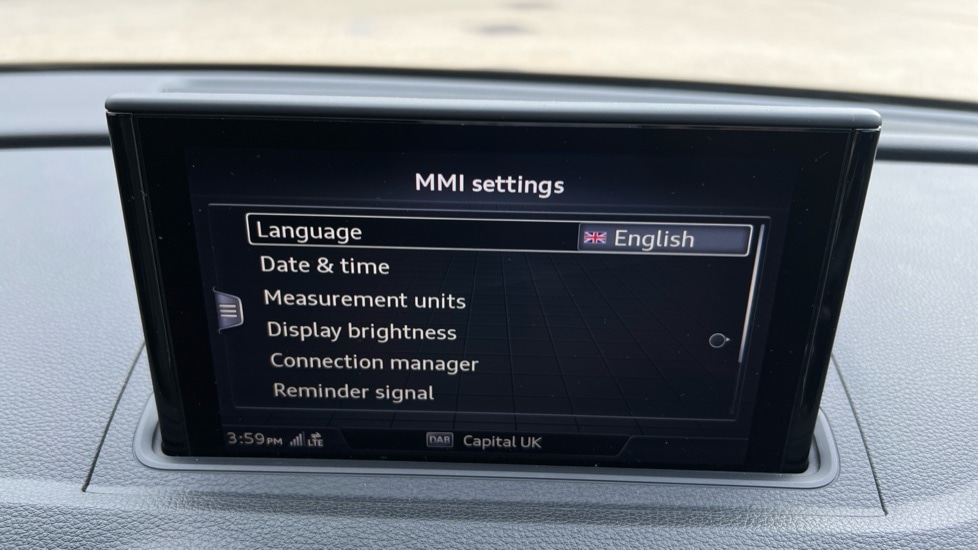 MMI settings
Language English
Date & time
Measurement units
Display brightness
Connection manager
Reminder signal
3:59PM LTE DAB Capital UK